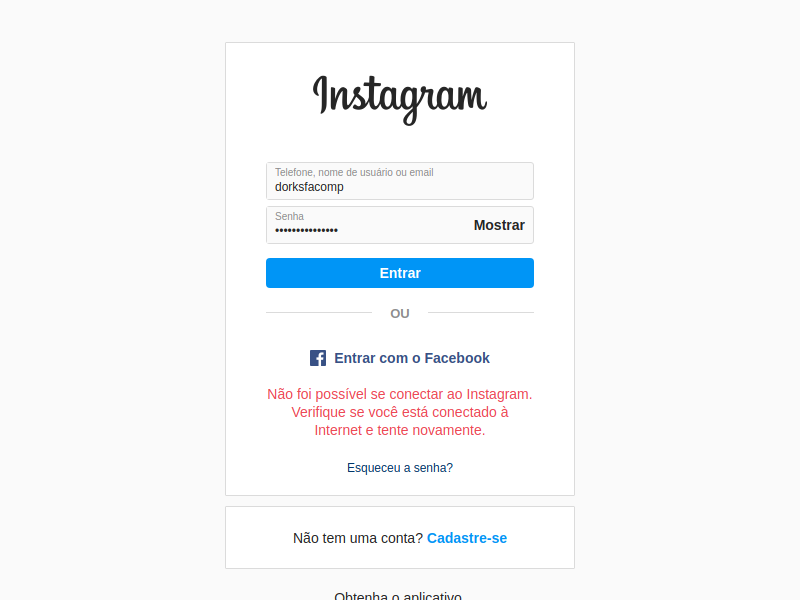 Instagram
Telefone, nome de usuário ou email
dorksfacomp
Senha
•••••••••••••••
Mostrar
Entrar
OU
Entrar com o Facebook
Não foi possível se conectar ao Instagram.
Verifique se você está conectado à
Internet e tente novamente.
Esqueceu a senha?
Não tem uma conta? Cadastre-se
Obtenha o aplicativo.